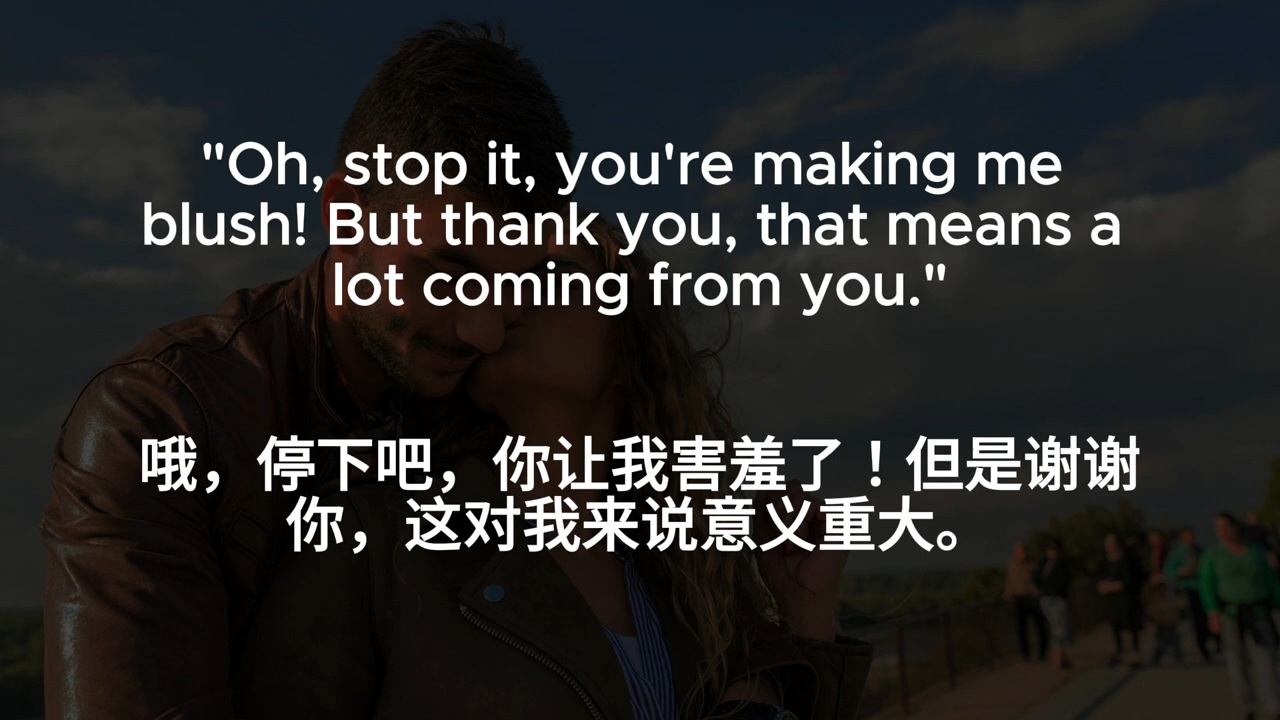 "Oh, stop it, you're making me
blush! But thank you, that means a
lot coming from you."
哦，停下吧，你让我害羞了！但是谢谢
你，这对我来说意义重大。